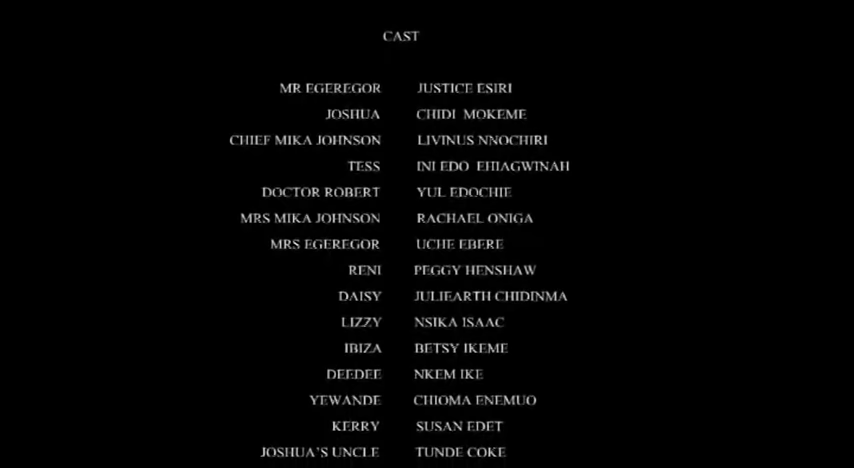 CAST
MR EGEREGOR JUSTICE ESIRI
JOSHUA CHIDI MOKEME
CHIEF MIKA JOHNSON LIVINUS NNOCHIRI
TESS INI EDO EHIAGWINAH
DOCTOR ROBERT YUL EDOCHIE
MRS MIKA JOHNSON RACHAEL ONIGA
MRS EGEREGOR UCHE EBERE
RENI PEGGY HENSHAW
DAISY JULIEARTH CHIDINMA
LIZZY NSIKA ISAAC
IBIZA BETSY IKEME
DEEDEE NKEM IKE
YEWANDE CHIOMA ENEMUO
KERRY SUSAN EDET
JOSHUA'S UNCLE TUNDE COKE